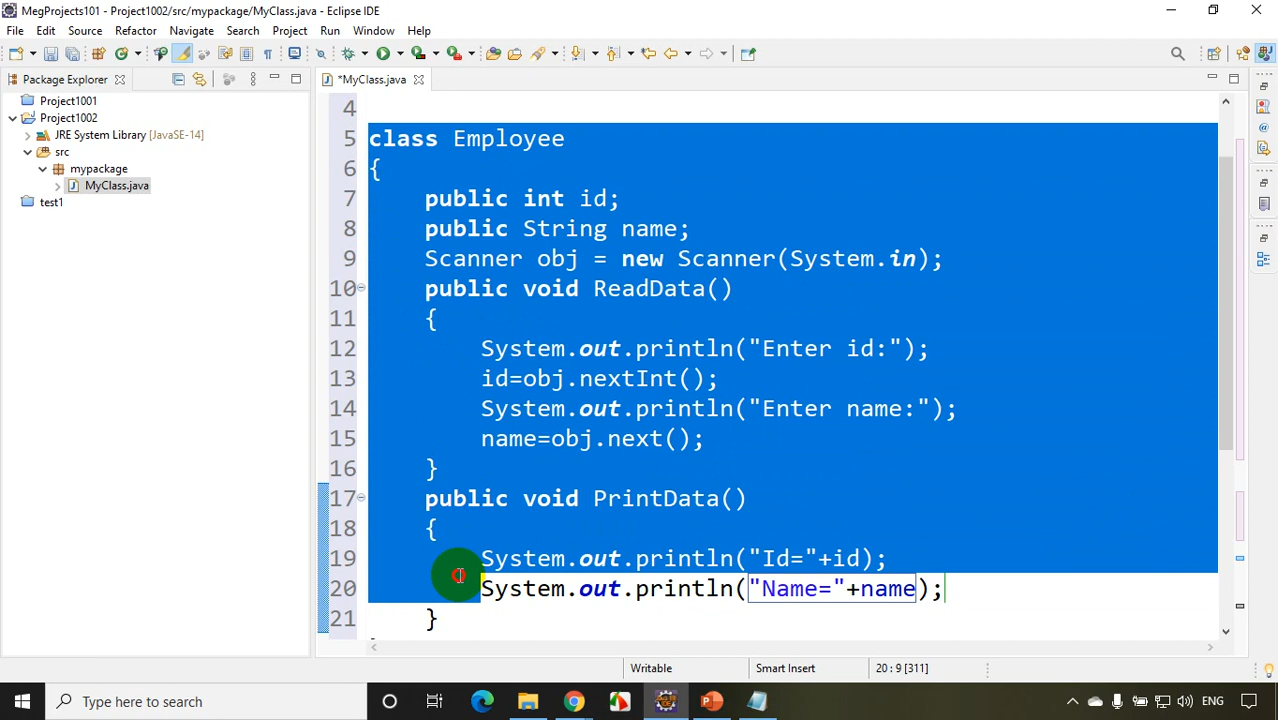 MegProjects101 - Project1002/src/mypackage/MyClass.java - Eclipse IDE
File Edit Source Refactor Navigate Search Project Run Window Help
Package Explorer
*MyClass.java
Project1001
Project1002
JRE System Library [JavaSE-14]
src
mypackage
MyClass.java
test1
4
5 class Employee
6 {
7 public int id;
8 public String name;
9 Scanner obj = new Scanner(System.in);
10 public void ReadData()
11 {
12 System.out.println("Enter id:");
13 id=obj.nextInt();
14 System.out.println("Enter name:");
15 name=obj.next();
16 }
17 public void PrintData()
18 {
19 System.out.println("Id="+id);
20 System.out.println("Name="+name);
21 }
Writable Smart Insert 20 : 9 [311]
Type here to search
ENG